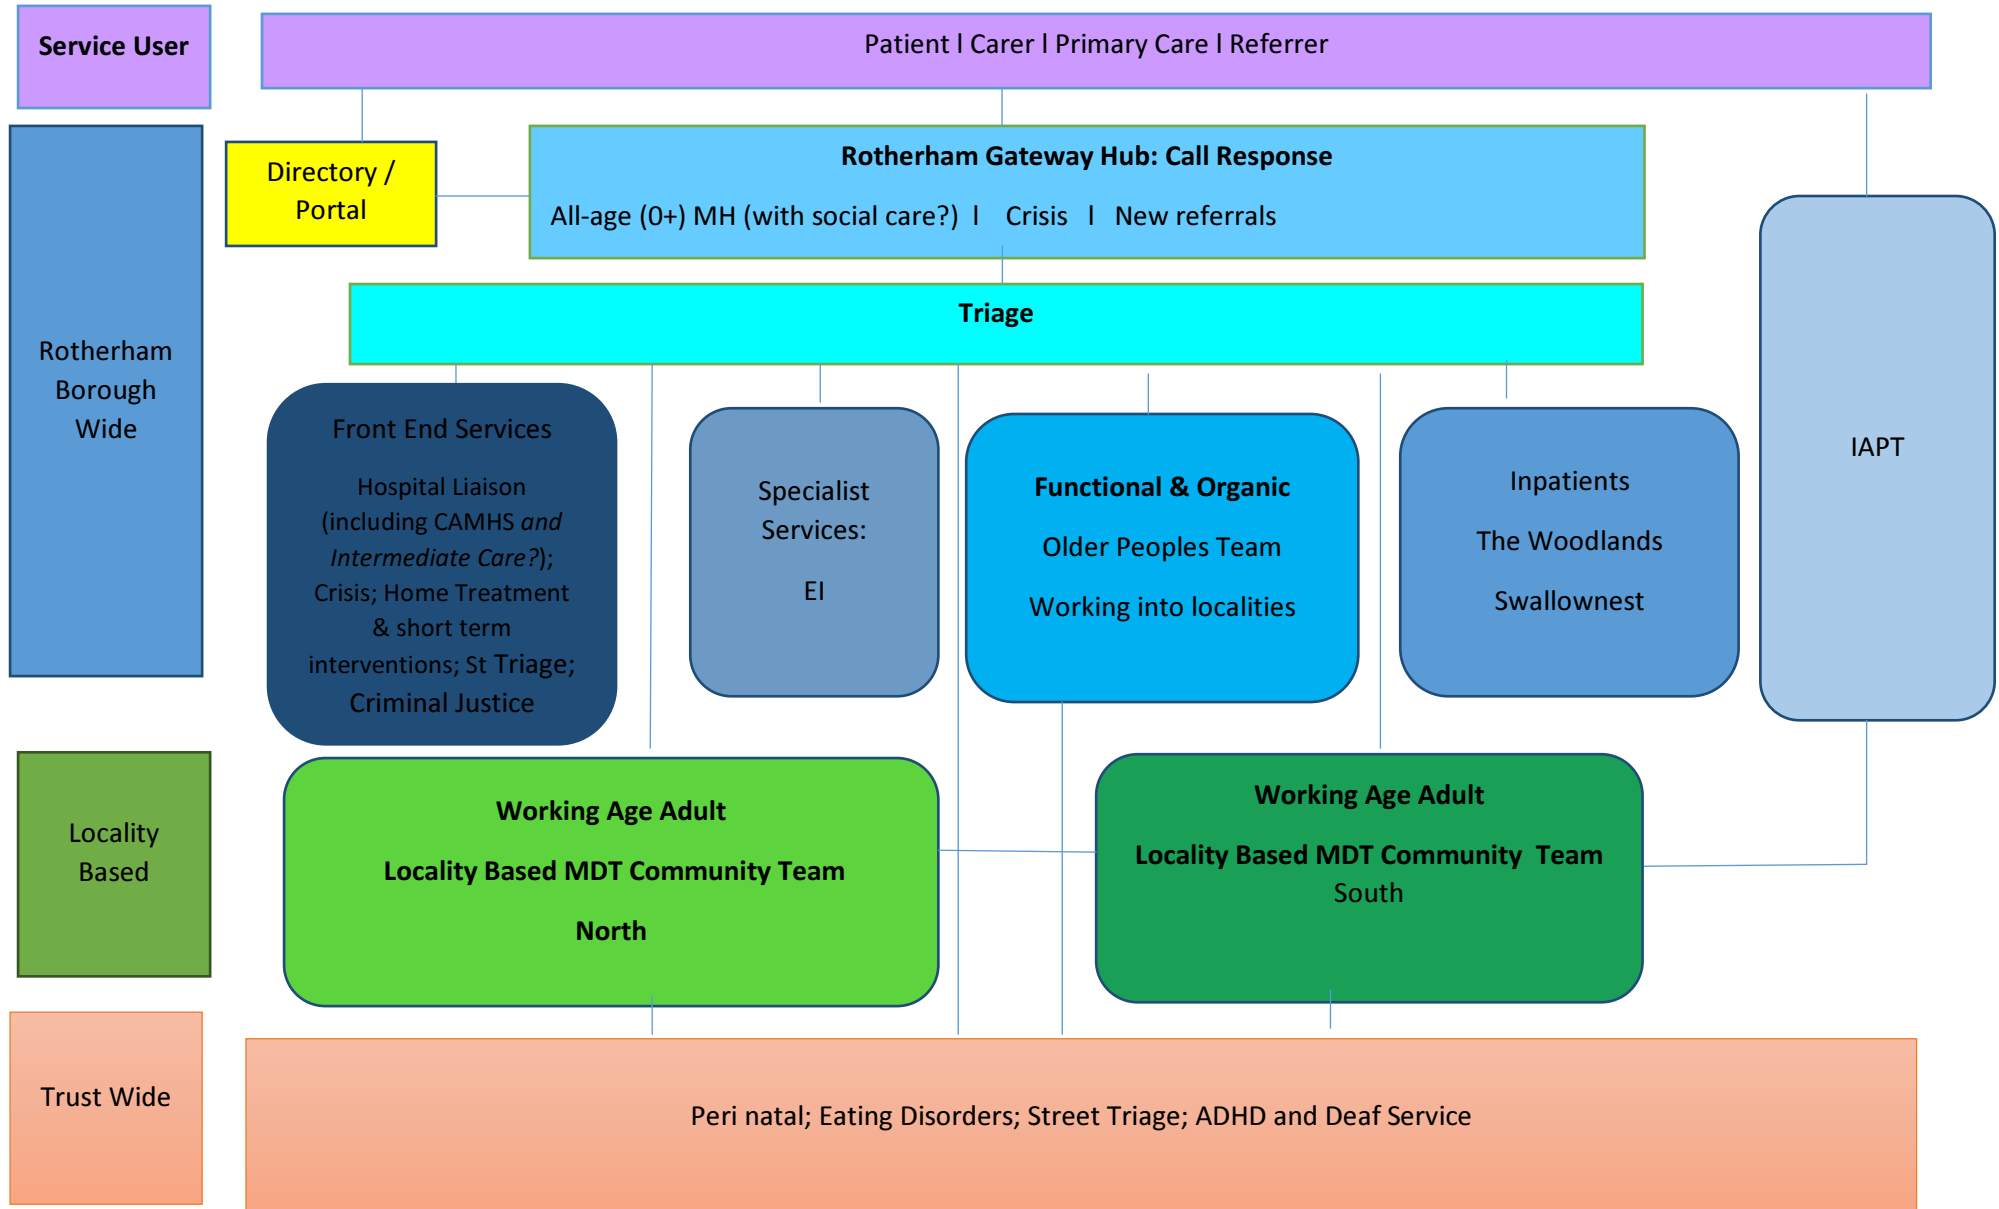 Service User
Patient l Carer l Primary Care l Referrer
Rotherham
Borough
Wide
Directory /
Portal
Rotherham Gateway Hub: Call Response
All-age (0+) MH (with social care?) l Crisis l New referrals
Triage
Front End Services
Hospital Liaison
(including CAMHS and
Intermediate Care?);
Crisis; Home Treatment
& short term
interventions; St Triage;
Criminal Justice
Specialist
Services:
EI
Functional & Organic
Older Peoples Team
Working into localities
Inpatients
The Woodlands
Swallownest
IAPT
Locality
Based
Working Age Adult
Locality Based MDT Community Team
North
Working Age Adult
Locality Based MDT Community Team
South
Trust Wide
Peri natal; Eating Disorders; Street Triage; ADHD and Deaf Service